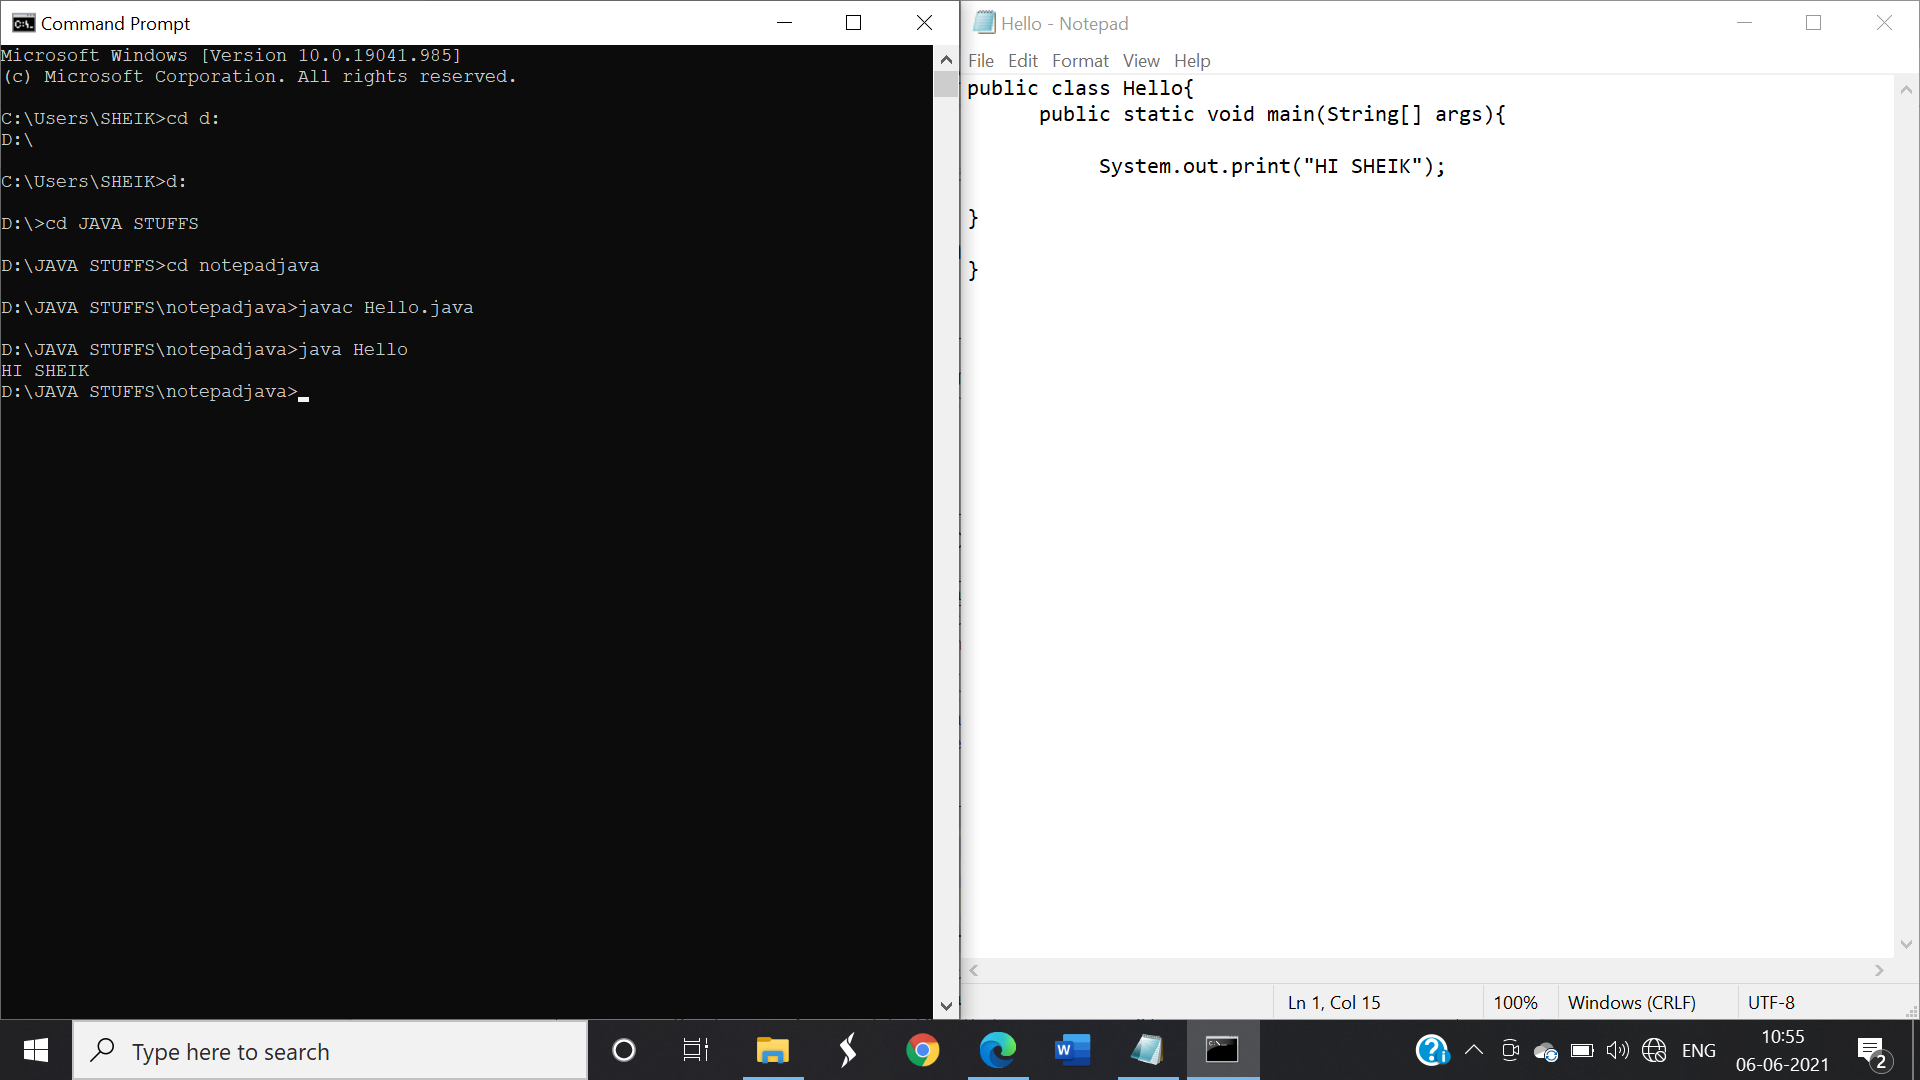 Command Prompt
Microsoft Windows [Version 10.0.19041.985]
(c) Microsoft Corporation. All rights reserved.
C:\Users\SHEIK>cd d:
D:\
C:\Users\SHEIK>d:
D:\>cd JAVA STUFFS
D:\JAVA STUFFS>cd notepadjava
D:\JAVA STUFFS\notepadjava>javac Hello.java
D:\JAVA STUFFS\notepadjava>java Hello
HI SHEIK
D:\JAVA STUFFS\notepadjava>
Hello - Notepad
File Edit Format View Help
public class Hello{
public static void main(String[] args){
System.out.print("HI SHEIK");
}
}
Ln 1, Col 15 100% Windows (CRLF) UTF-8
Type here to search
ENG
10:55
06-06-2021
2